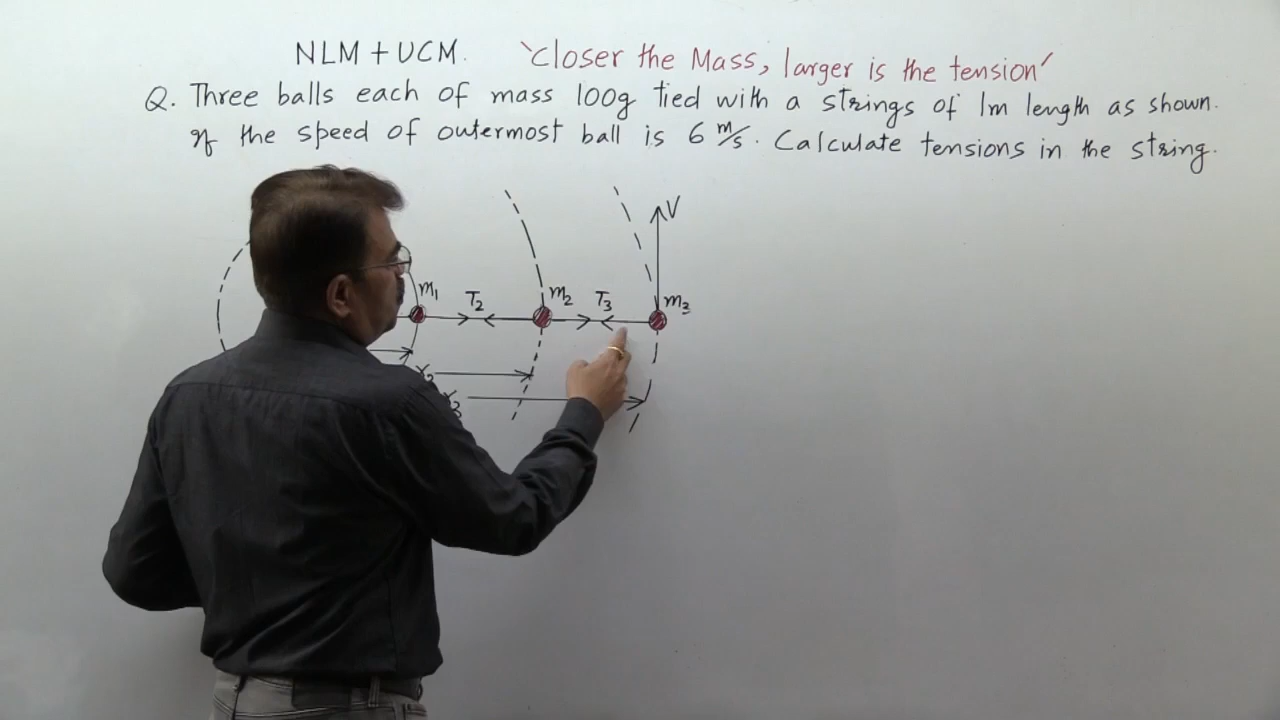 NLM + UCM. 'Closer the Mass, larger is the tension'
Q. Three balls each of mass 100g tied with a strings of 1m length as shown.
If the speed of outermost ball is 6 m/s. Calculate tensions in the string.
V
m₁ T₂ m₂ T₃ m₃